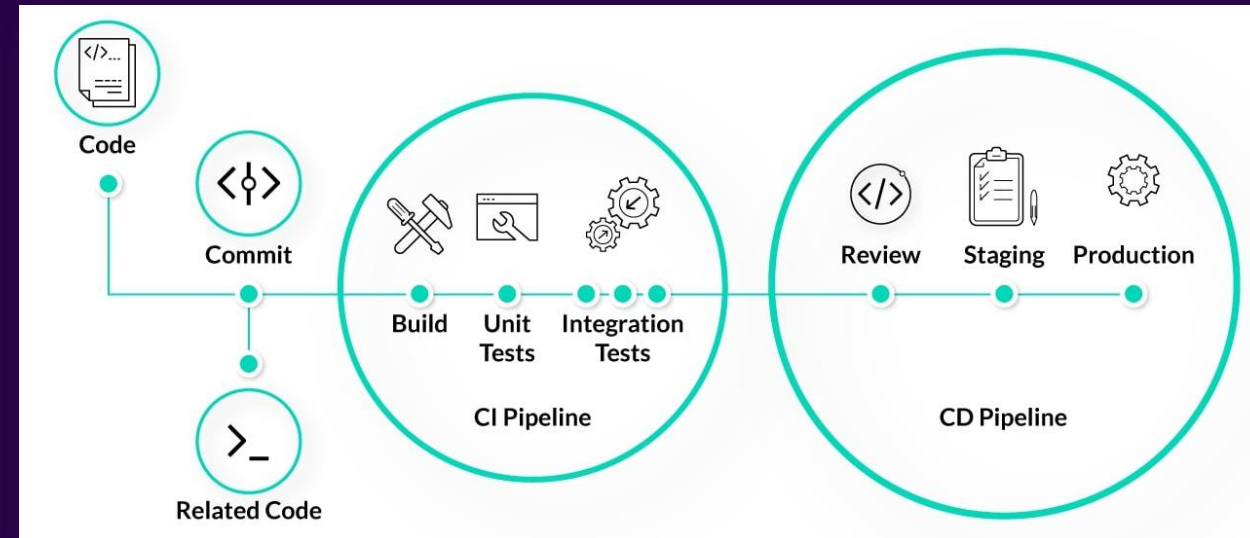 </>...
Code
Commit
Related Code
Build
Unit
Tests
Integration
Tests
CI Pipeline
</>
Review
Staging
Production
CD Pipeline